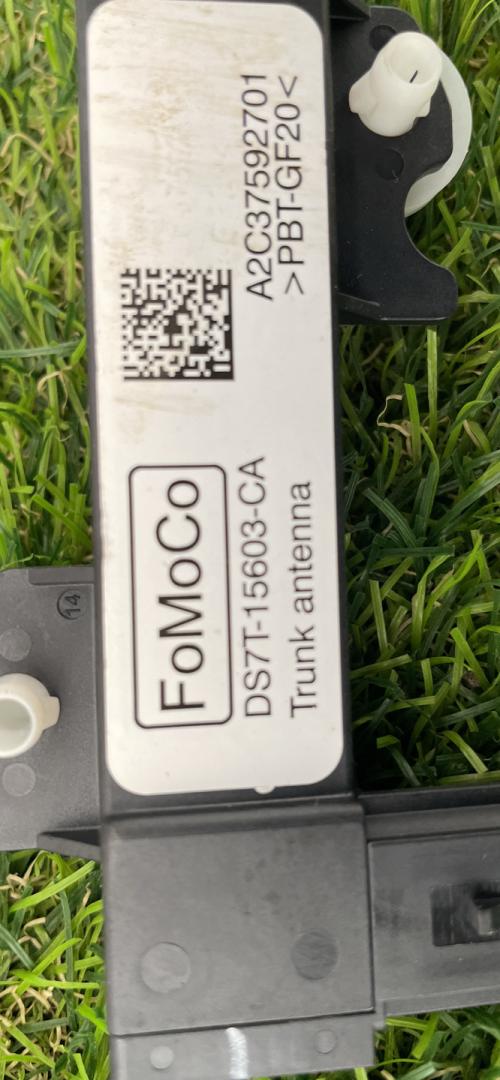 FoMoCo
DS7T-15603-CA
Trunk antenna
A2C37592701
>PBT-GF20<
14